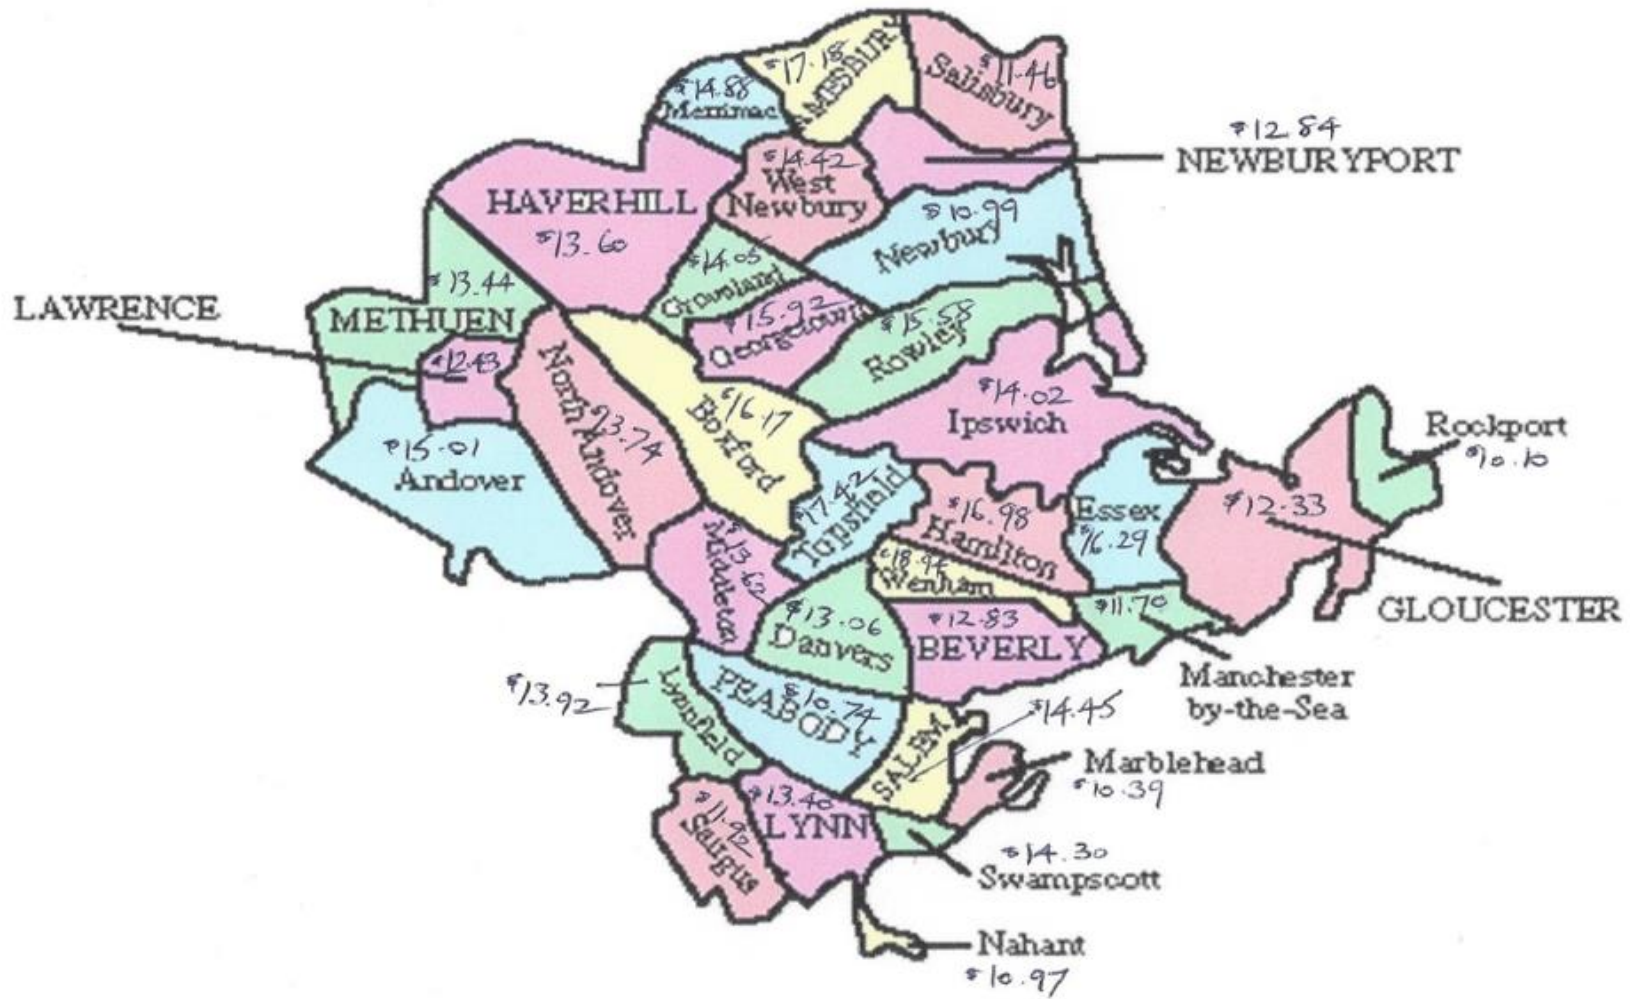 $17.18
AMESBURY
$11.46
Salisbury
$14.88
Merrimac
$12.84
NEWBURYPORT
$14.42
West
Newbury
HAVERHILL
$13.60
$10.99
Newbury
$14.05
Groveland
$13.44
METHUEN
LAWRENCE
$12.43
$15.92
Georgetown
$15.58
Rowley
North Andover
$13.74
$16.17
Boxford
$14.02
Ipswich
Rockport
$10.10
$15.01
Andover
$17.42
Topsfield
$16.98
Hamilton
Essex
$16.29
$12.33
GLOUCESTER
$13.62
Middleton
$18.94
Wenham
$11.70
Manchester
by-the-Sea
$13.06
Danvers
$12.83
BEVERLY
$13.92
Lynnfield
PEABODY
$10.74
SALEM
$14.45
Marblehead
$10.39
$11.92
Saugus
$13.40
LYNN
$14.30
Swampscott
Nahant
$10.97